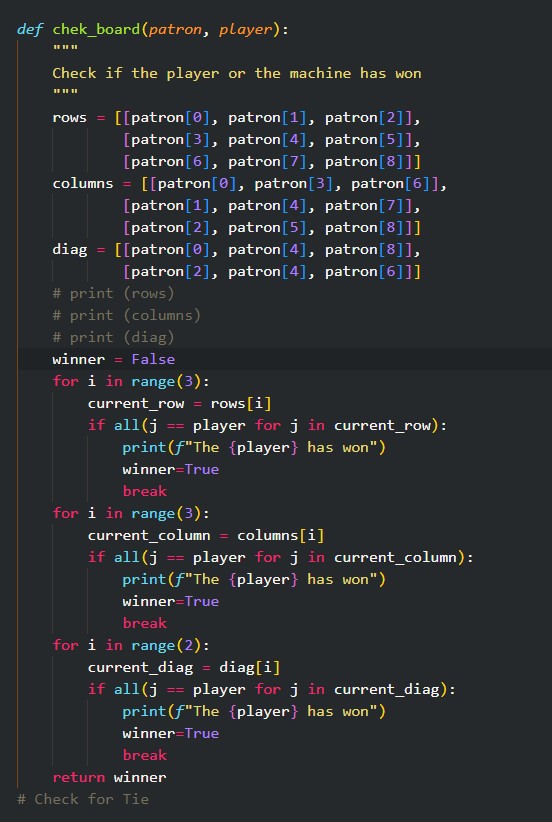 def chek_board(patron, player):
    """
    Check if the player or the machine has won
    """
    rows = [[patron[0], patron[1], patron[2]],
            [patron[3], patron[4], patron[5]],
            [patron[6], patron[7], patron[8]]]
    columns = [[patron[0], patron[3], patron[6]],
            [patron[1], patron[4], patron[7]],
            [patron[2], patron[5], patron[8]]]
    diag = [[patron[0], patron[4], patron[8]],
            [patron[2], patron[4], patron[6]]]
    # print (rows)
    # print (columns)
    # print (diag)
    winner = False
    for i in range(3):
        current_row = rows[i]
        if all(j == player for j in current_row):
            print(f"The {player} has won")
            winner=True
            break
    for i in range(3):
        current_column = columns[i]
        if all(j == player for j in current_column):
            print(f"The {player} has won")
            winner=True
            break
    for i in range(2):
        current_diag = diag[i]
        if all(j == player for j in current_diag):
            print(f"The {player} has won")
            winner=True
            break
    return winner
# Check for Tie